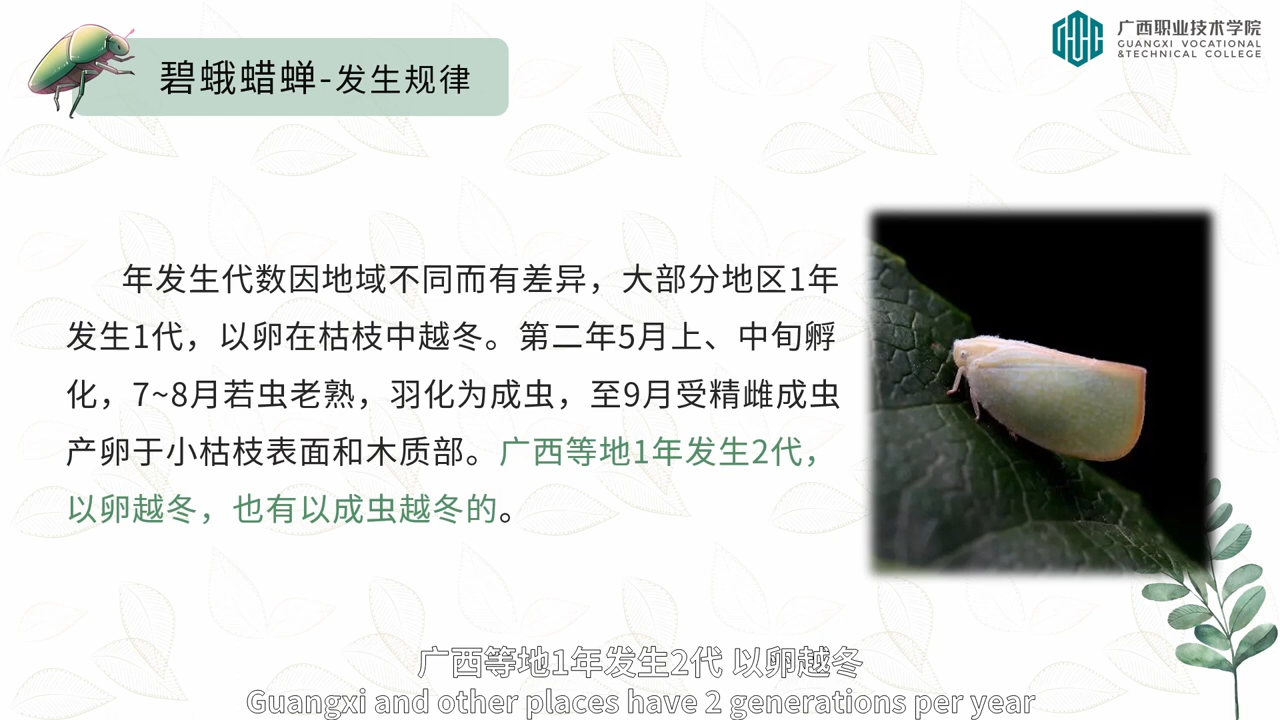 碧蛾蜡蝉-发生规律
广西职业技术学院
GUANGXI VOCATIONAL
&TECHNICAL COLLEGE
年发生代数因地域不同而有差异，大部分地区1年
发生1代，以卵在枯枝中越冬。第二年5月上、中旬孵
化，7~8月若虫老熟，羽化为成虫，至9月受精雌成虫
产卵于小枯枝表面和木质部。广西等地1年发生2代，
以卵越冬，也有以成虫越冬的。
广西等地1年发生2代 以卵越冬
Guangxi and other places have 2 generations per year